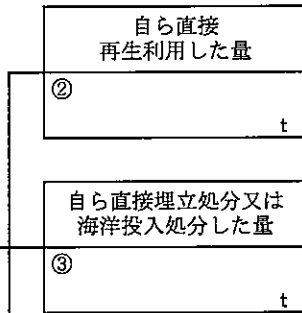 自ら直接
再生利用した量
②
t
自ら直接埋立処分又は
海洋投入処分した量
③
t